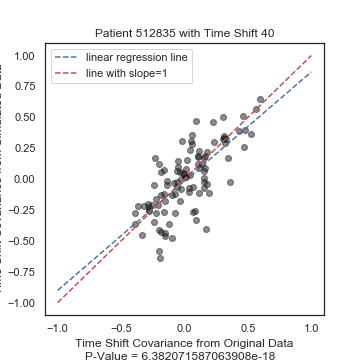 Patient 512835 with Time Shift 40
linear regression line
line with slope=1
1.00
0.75
0.50
0.25
0.00
−0.25
−0.50
−0.75
−1.00
−1.0
−0.5
0.0
0.5
1.0
Time Shift Covariance from Original Data
P-Value = 6.382071587063908e-18